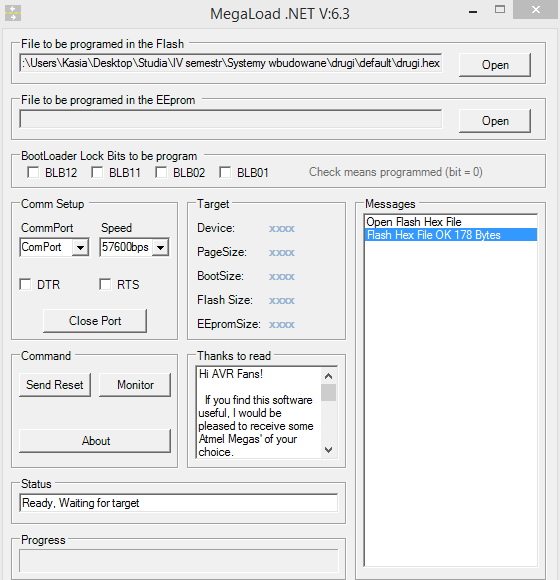 MegaLoad .NET V:6.3
File to be programed in the Flash
:\Users\Kasia\Desktop\Studia\IV semestr\Systemy wbudowane\drugi\default\drugi.hex
Open
File to be programed in the EEprom
Open
BootLoader Lock Bits to be program
BLB12 BLB11 BLB02 BLB01 Check means programmed (bit = 0)
Comm Setup
CommPort Speed
ComPort 57600bps
DTR RTS
Close Port
Target
Device: xxxx
PageSize: xxxx
BootSize: xxxx
Flash Size: xxxx
EEpromSize: xxxx
Messages
Open Flash Hex File
Flash Hex File OK 178 Bytes
Command
Send Reset Monitor
About
Thanks to read
Hi AVR Fans!
If you find this software
useful, I would be
pleased to receive some
Atmel Megas' of your
choice.
Status
Ready, Waiting for target
Progress